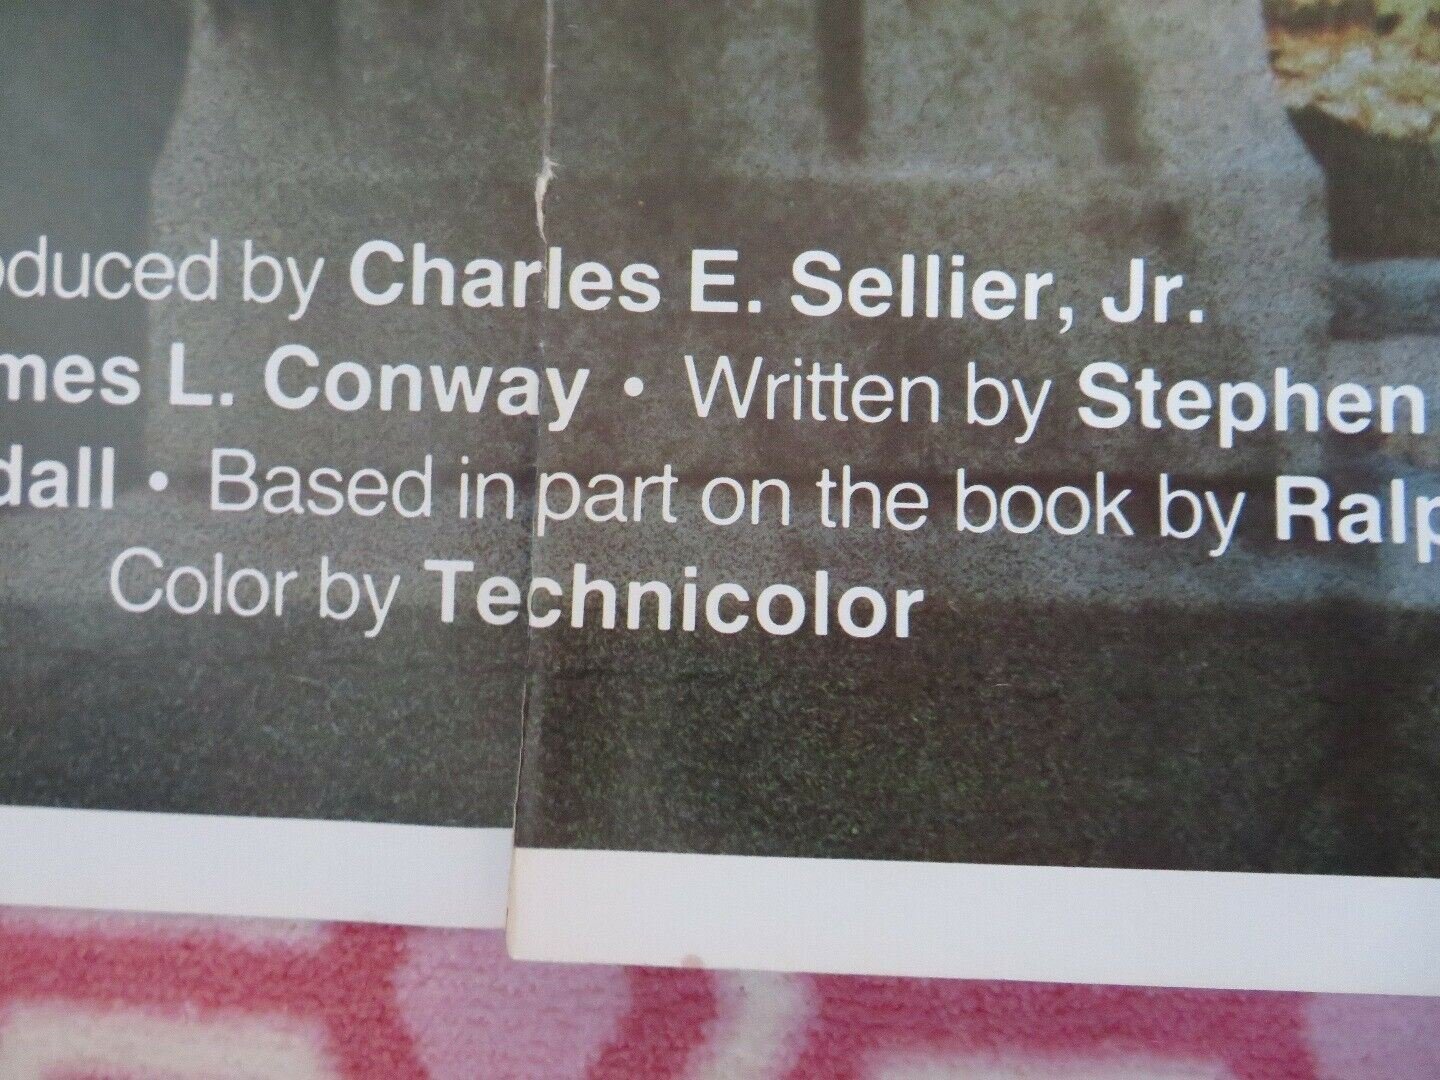 oduced by Charles E. Sellier, Jr.
mes L. Conway • Written by Stephen
dall • Based in part on the book by Ralp
Color by Technicolor